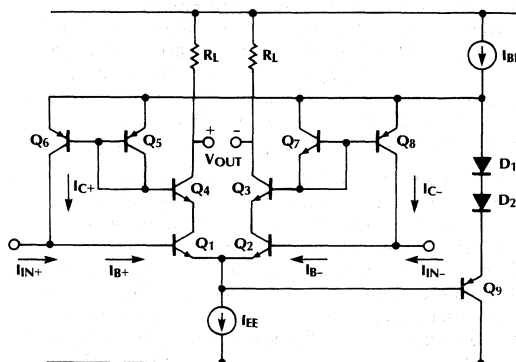 RL
RL
IBI
Q6
Q5
+
−
VOUT
Q7
Q8
D1
D2
IC+
Q4
Q3
IC−
Q1
Q2
IIN+
IB+
IB−
IIN−
Q9
IEE